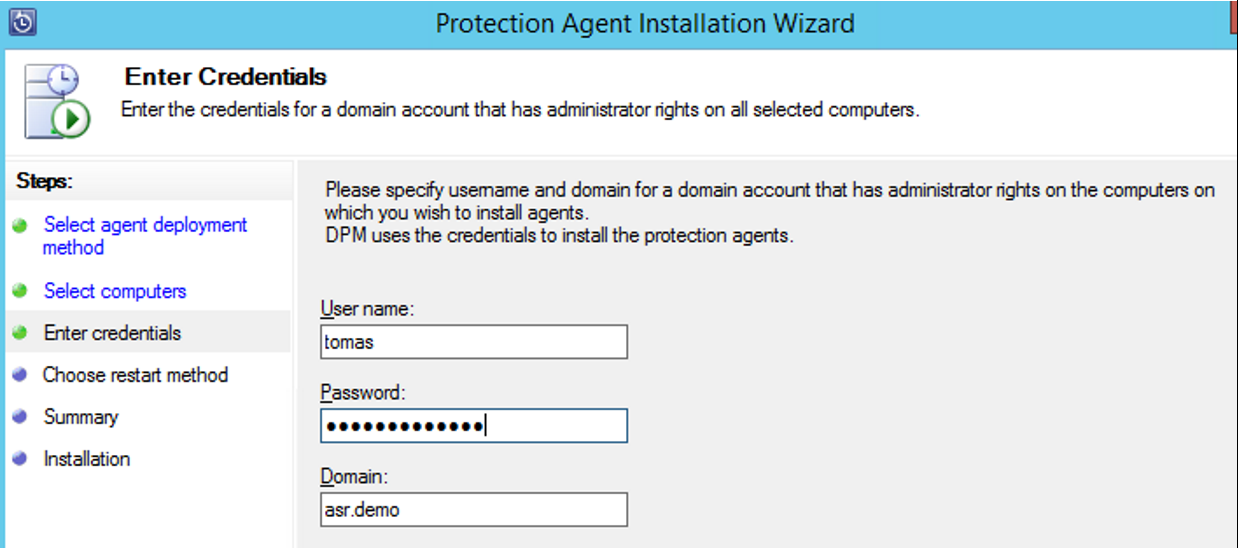 Protection Agent Installation Wizard
Enter Credentials
Enter the credentials for a domain account that has administrator rights on all selected computers.
Steps:
Select agent deployment
method
Select computers
Enter credentials
Choose restart method
Summary
Installation
Please specify username and domain for a domain account that has administrator rights on the computers on
which you wish to install agents.
DPM uses the credentials to install the protection agents.
User name:
tomas
Password:
●●●●●●●●●●●●●
Domain:
asr.demo